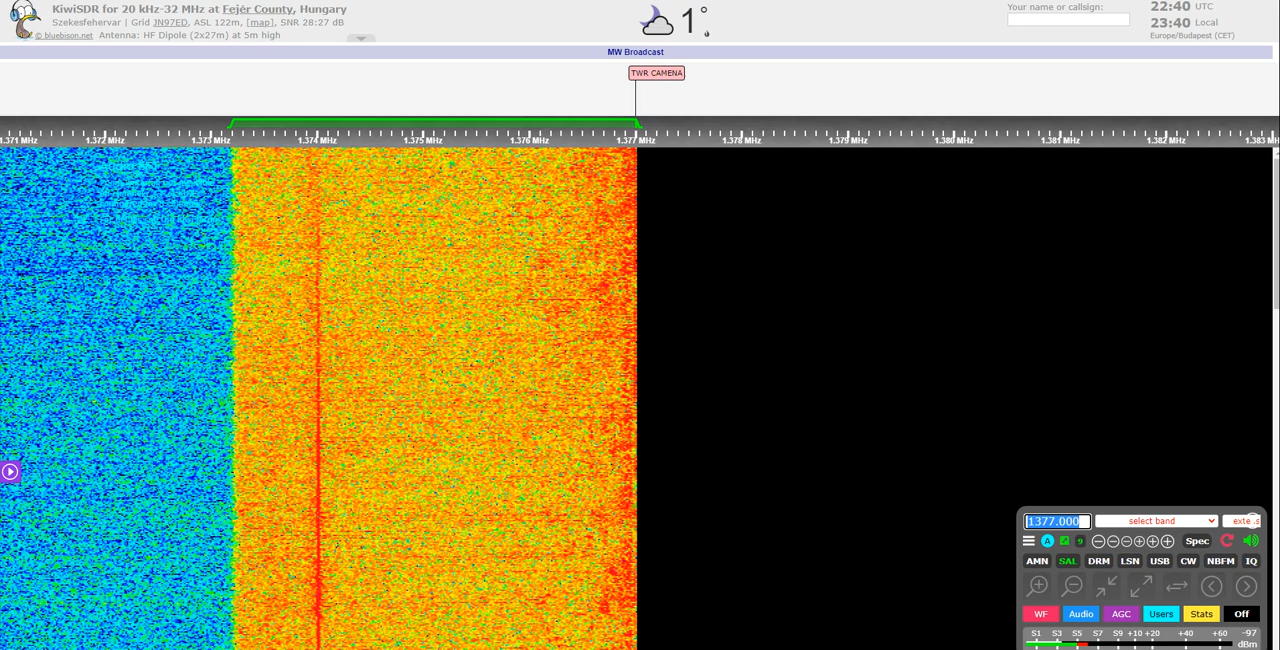 KiwiSDR for 20 kHz-32 MHz at Fejér County, Hungary
Szekesfehervar | Grid JN97ED, ASL 122m, [map], SNR 28:27 dB
© bluebison.net Antenna: HF Dipole (2x27m) at 5m high
1°
Your name or callsign:
22:40 UTC
23:40 Local
Europe/Budapest (CET)
MW Broadcast
TWR CAMENA
1.371 MHz 1.372 MHz 1.373 MHz 1.374 MHz 1.375 MHz 1.376 MHz 1.377 MHz 1.378 MHz 1.379 MHz 1.380 MHz 1.381 MHz 1.382 MHz 1.383 MH
1377.000 select band exte
A 9 Spec
AMN SAL DRM LSN USB CW NBFM IQ
WF Audio AGC Users Stats Off
S1 S3 S5 S7 S9 +10 +20 +40 +60 -97
dBm